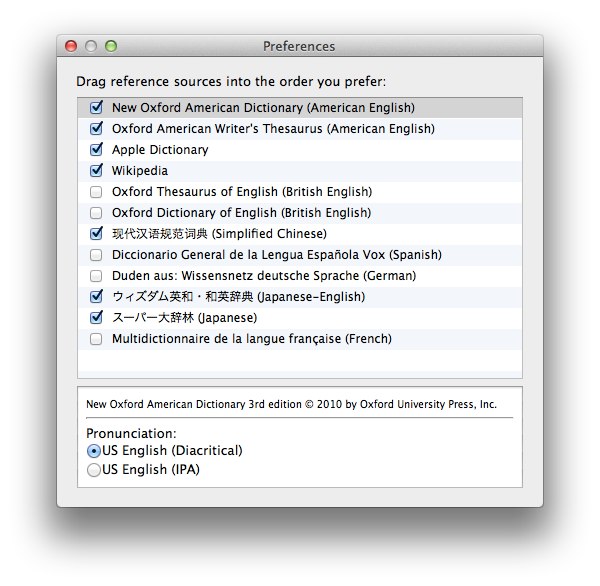 Preferences
Drag reference sources into the order you prefer:
New Oxford American Dictionary (American English)
Oxford American Writer's Thesaurus (American English)
Apple Dictionary
Wikipedia
Oxford Thesaurus of English (British English)
Oxford Dictionary of English (British English)
现代汉语规范词典 (Simplified Chinese)
Diccionario General de la Lengua Española Vox (Spanish)
Duden aus: Wissensnetz deutsche Sprache (German)
ウィズダム英和・和英辞典 (Japanese-English)
スーパー大辞林 (Japanese)
Multidictionnaire de la langue française (French)
New Oxford American Dictionary 3rd edition © 2010 by Oxford University Press, Inc.
Pronunciation:
US English (Diacritical)
US English (IPA)